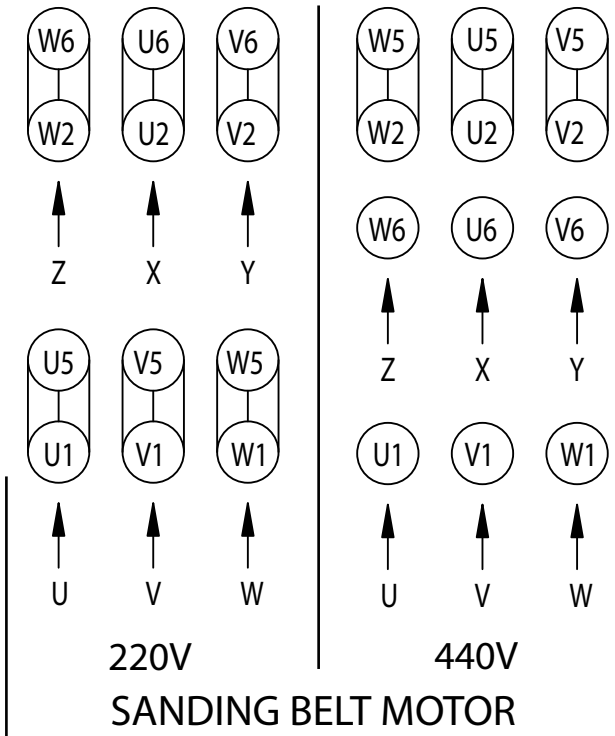 W6 U6 V6
W2 U2 V2
Z X Y
U5 V5 W5
U1 V1 W1
U V W
220V
W5 U5 V5
W2 U2 V2
W6 U6 V6
Z X Y
U1 V1 W1
U V W
440V
SANDING BELT MOTOR